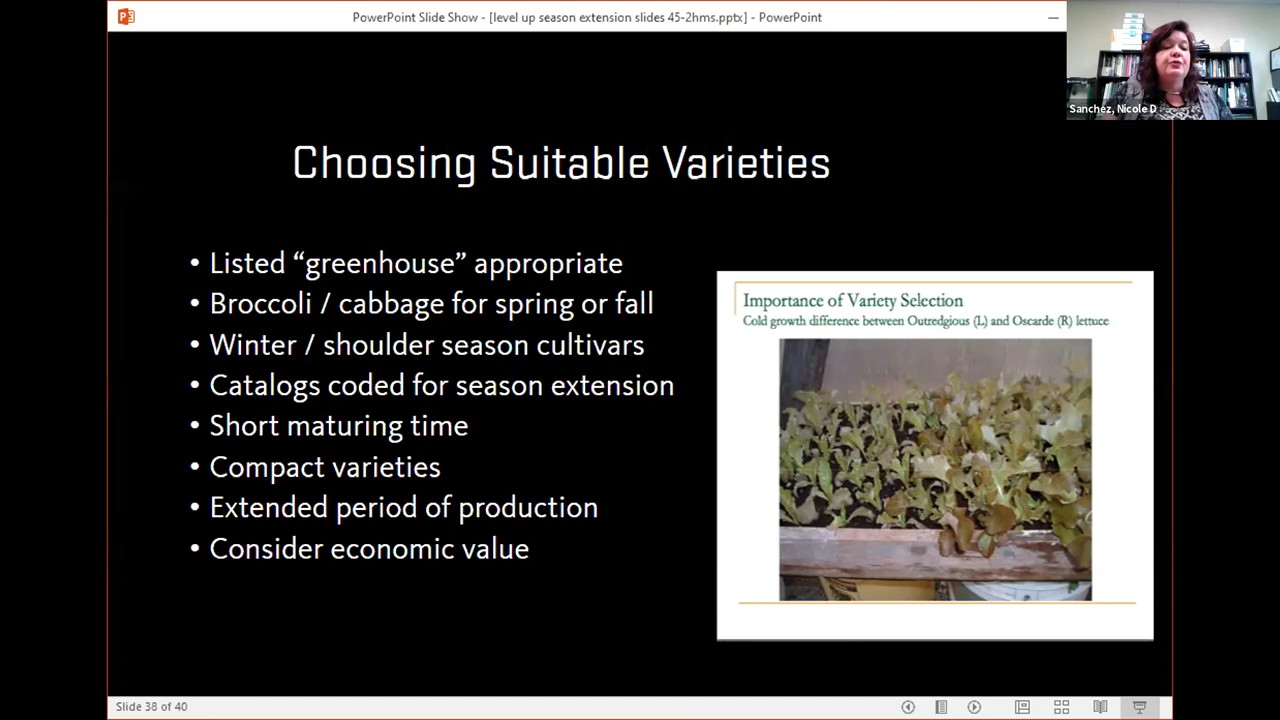 PowerPoint Slide Show - [level up season extension slides 45-2hms.pptx] - PowerPoint
Sanchez, Nicole D
Choosing Suitable Varieties
• Listed “greenhouse” appropriate
• Broccoli / cabbage for spring or fall
• Winter / shoulder season cultivars
• Catalogs coded for season extension
• Short maturing time
• Compact varieties
• Extended period of production
• Consider economic value
Importance of Variety Selection
Cold growth difference between Outredgious (L) and Oscarde (R) lettuce
Slide 38 of 40